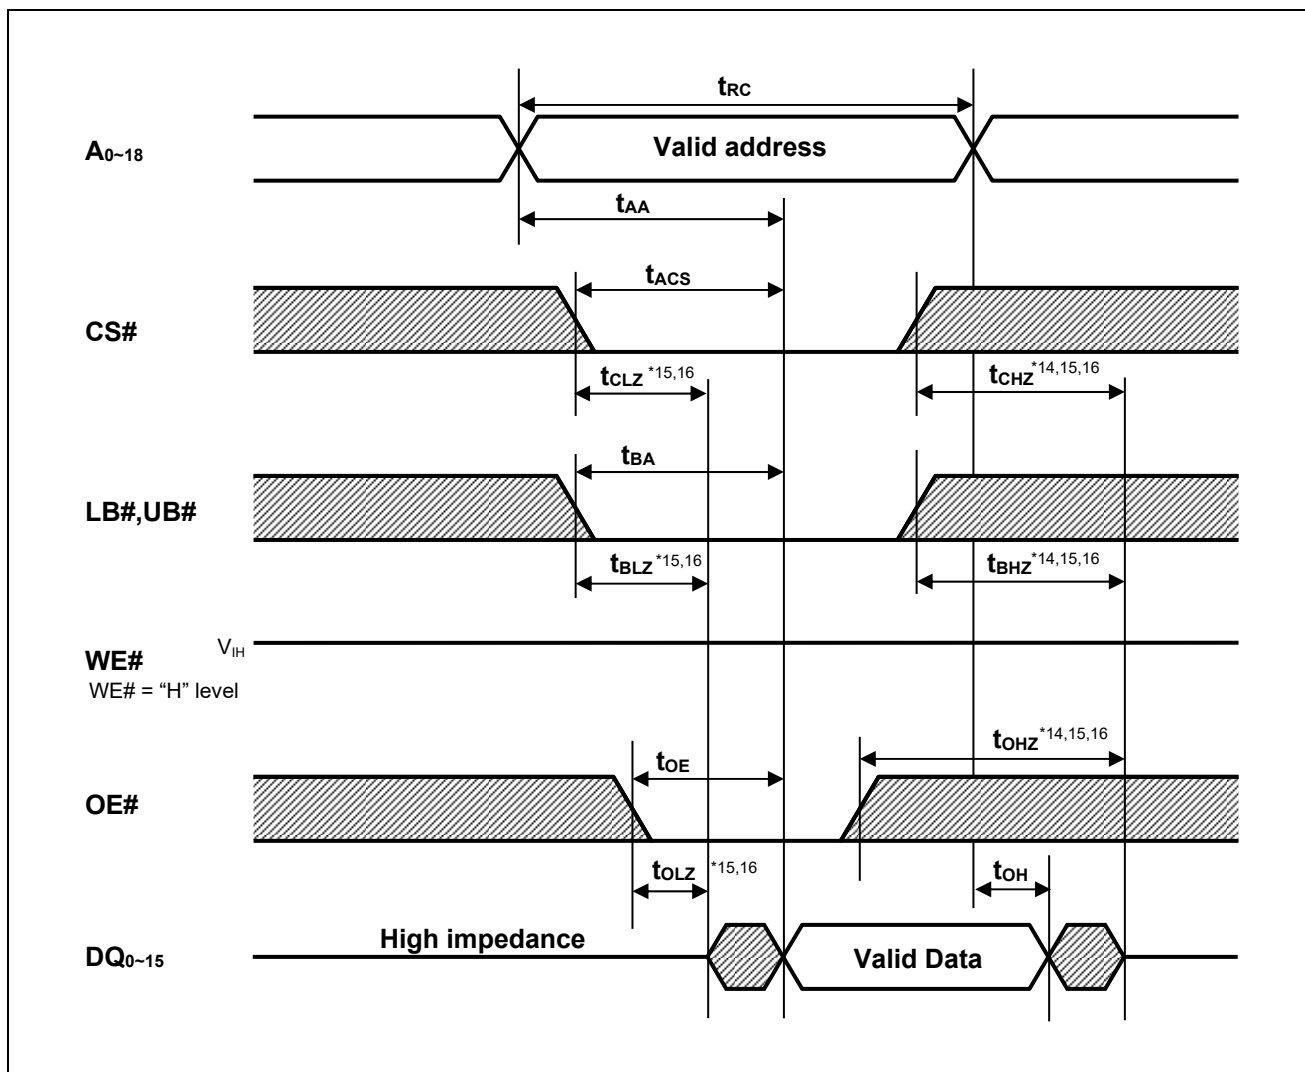 tRC
A0~18
Valid address
tAA
tACS
CS#
tCLZ *15,16
tCHZ *14,15,16
tBA
LB#,UB#
tBLZ *15,16
tBHZ *14,15,16
WE#
VIH
WE# = “H” level
tOHZ *14,15,16
tOE
OE#
tOLZ *15,16
tOH
High impedance
DQ0~15
Valid Data